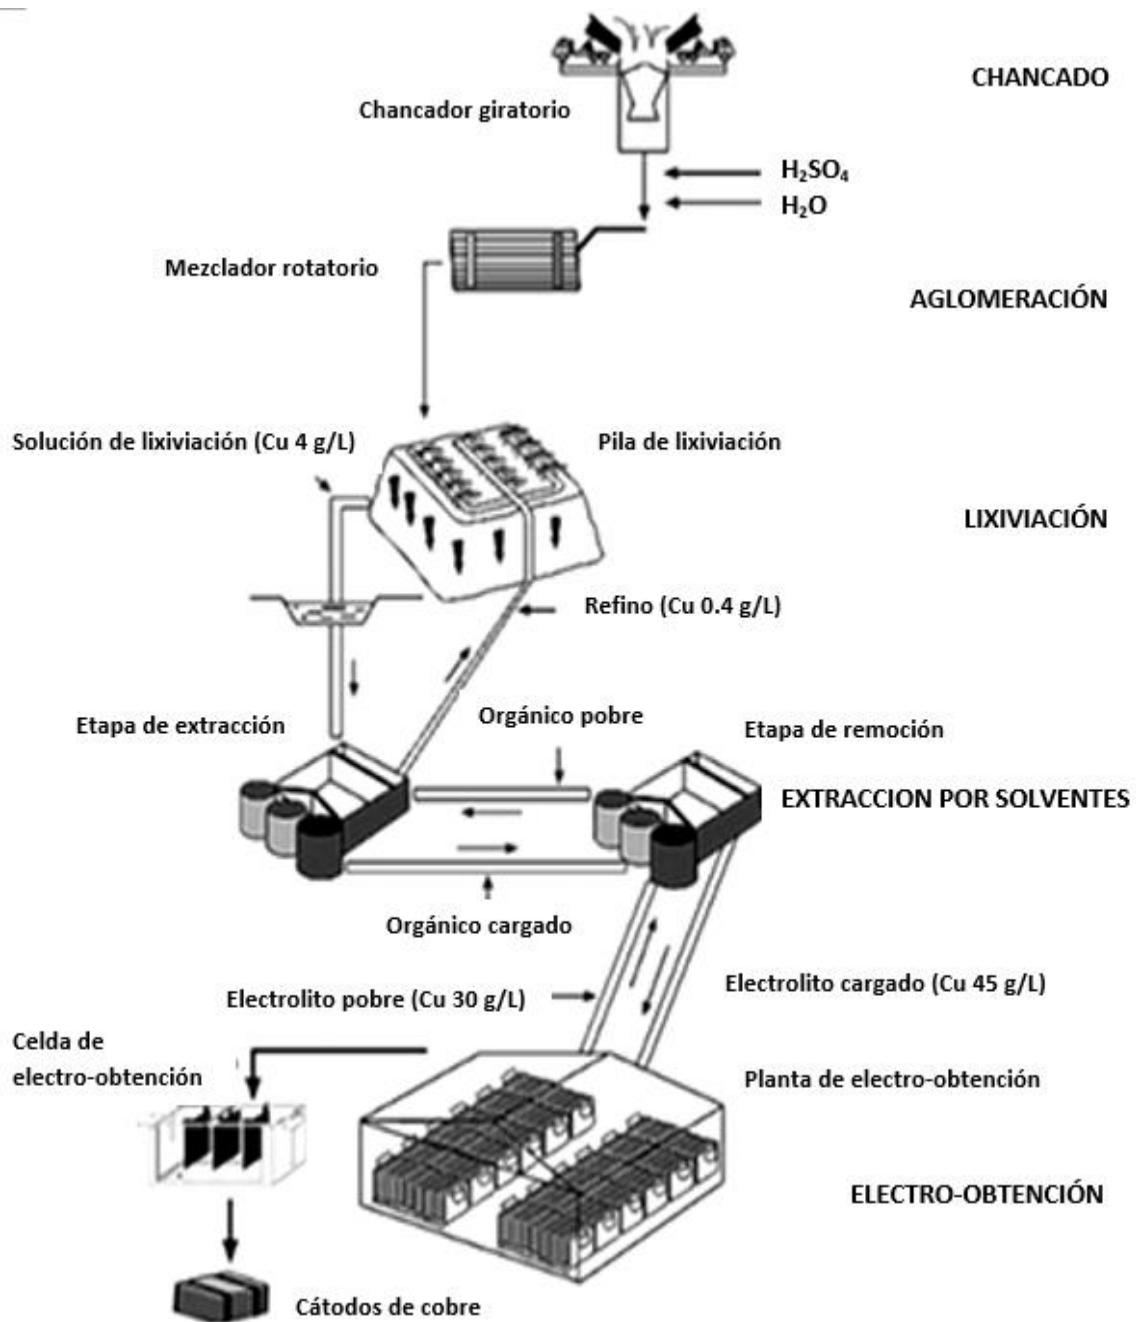 CHANCADO
Chancador giratorio
H₂SO₄
H₂O
Mezclador rotatorio
AGLOMERACIÓN
Solución de lixiviación (Cu 4 g/L)
Pila de lixiviación
LIXIVIACIÓN
Refino (Cu 0.4 g/L)
Etapa de extracción
Orgánico pobre
Etapa de remoción
EXTRACCION POR SOLVENTES
Orgánico cargado
Electrolito pobre (Cu 30 g/L)
Electrolito cargado (Cu 45 g/L)
Celda de
electro-obtención
Planta de electro-obtención
ELECTRO-OBTENCIÓN
Cátodos de cobre